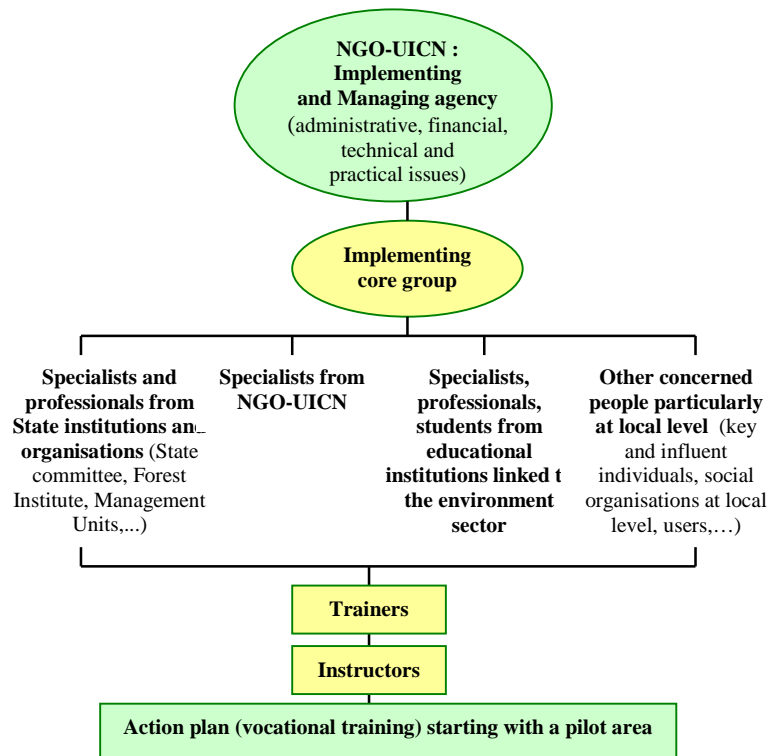 NGO-UICN :
Implementing
and Managing agency
(administrative, financial,
technical and
practical issues)
Implementing
core group
Specialists and
professionals from
State institutions an
organisations (State
committee, Forest
Institute, Management
Units,...)
Specialists from
NGO-UICN
Specialists,
professionals,
students from
educational
institutions linked t
the environment
sector
Other concerned
people particularly
at local level (key
and influent
individuals, social
organisations at local
level, users,…)
Trainers
Instructors
Action plan (vocational training) starting with a pilot area